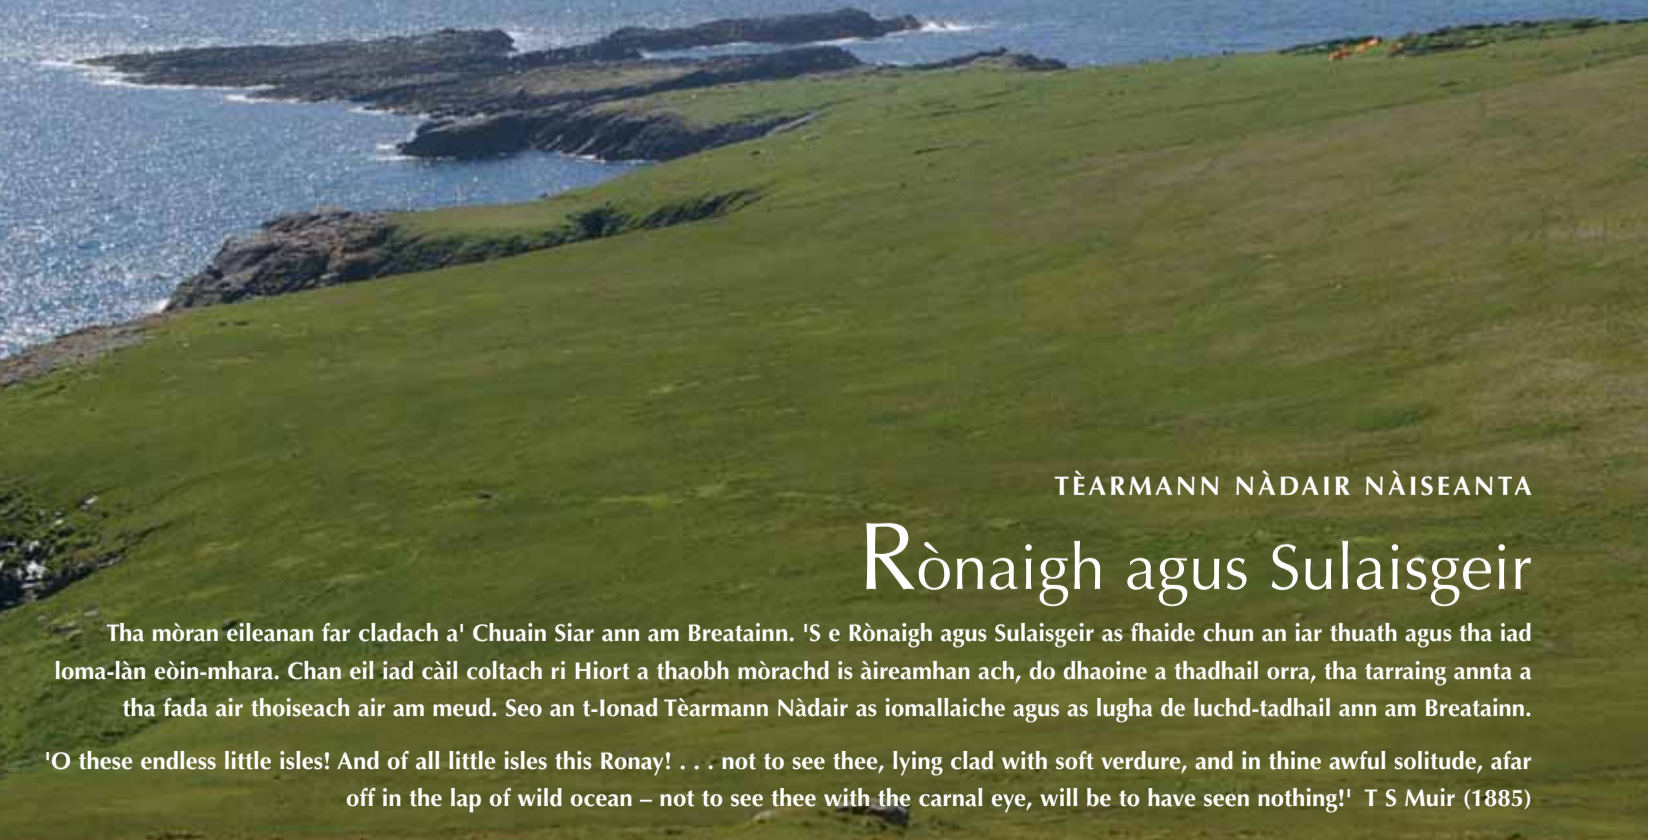 TÈARMANN NÀDAIR NÀISEANTA
Rònaigh agus Sulaisgeir
Tha mòran eileanan far cladach a' Chuain Siar ann am Breatainn. 'S e Rònaigh agus Sulaisgeir as fhaide chun an iar thuath agus tha iad
loma-làn eòin-mhara. Chan eil iad càil coltach ri Hiort a thaobh mòrachd is àireamhan ach, do dhaoine a thadhail orra, tha tarraing annta a
tha fada air thoiseach air am meud. Seo an t-Ionad Tèarmann Nàdair as iomallaiche agus as lugha de luchd-tadhail ann am Breatainn.
'O these endless little isles! And of all little isles this Ronay! . . . not to see thee, lying clad with soft verdure, and in thine awful solitude, afar
off in the lap of wild ocean – not to see thee with the carnal eye, will be to have seen nothing!' T S Muir (1885)